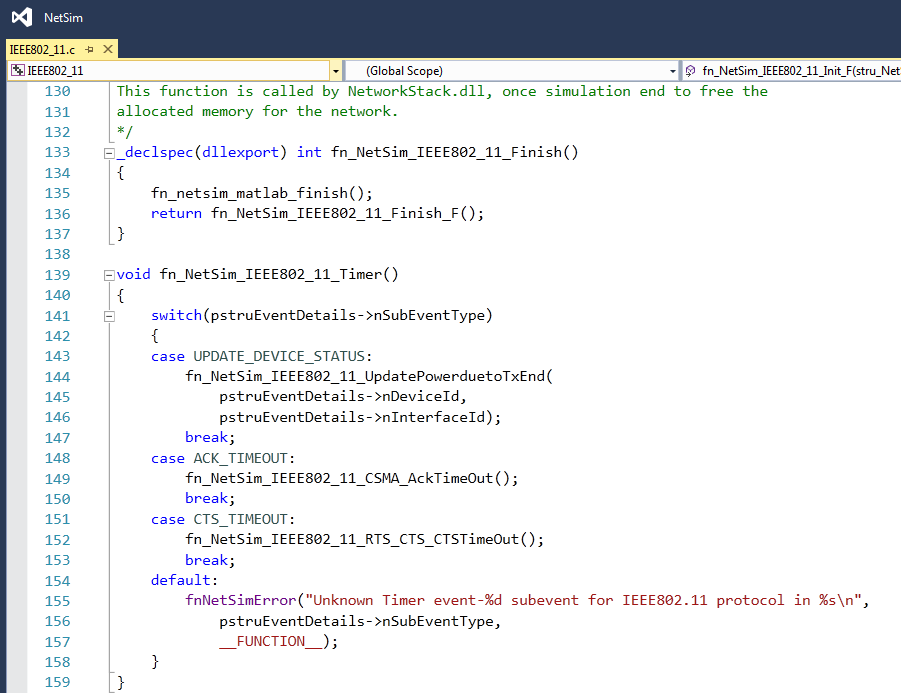 NetSim
IEEE802_11.c
IEEE802_11 (Global Scope) fn_NetSim_IEEE802_11_Init_F(stru_Net
130 This function is called by NetworkStack.dll, once simulation end to free the
131 allocated memory for the network.
132 */
133 _declspec(dllexport) int fn_NetSim_IEEE802_11_Finish()
134 {
135 fn_netsim_matlab_finish();
136 return fn_NetSim_IEEE802_11_Finish_F();
137 }
138
139 void fn_NetSim_IEEE802_11_Timer()
140 {
141 switch(pstruEventDetails->nSubEventType)
142 {
143 case UPDATE_DEVICE_STATUS:
144 fn_NetSim_IEEE802_11_UpdatePowerduetoTxEnd(
145 pstruEventDetails->nDeviceId,
146 pstruEventDetails->nInterfaceId);
147 break;
148 case ACK_TIMEOUT:
149 fn_NetSim_IEEE802_11_CSMA_AckTimeOut();
150 break;
151 case CTS_TIMEOUT:
152 fn_NetSim_IEEE802_11_RTS_CTS_CTSTimeOut();
153 break;
154 default:
155 fnNetSimError("Unknown Timer event-%d subevent for IEEE802.11 protocol in %s\n",
156 pstruEventDetails->nSubEventType,
157 __FUNCTION__);
158 }
159 }